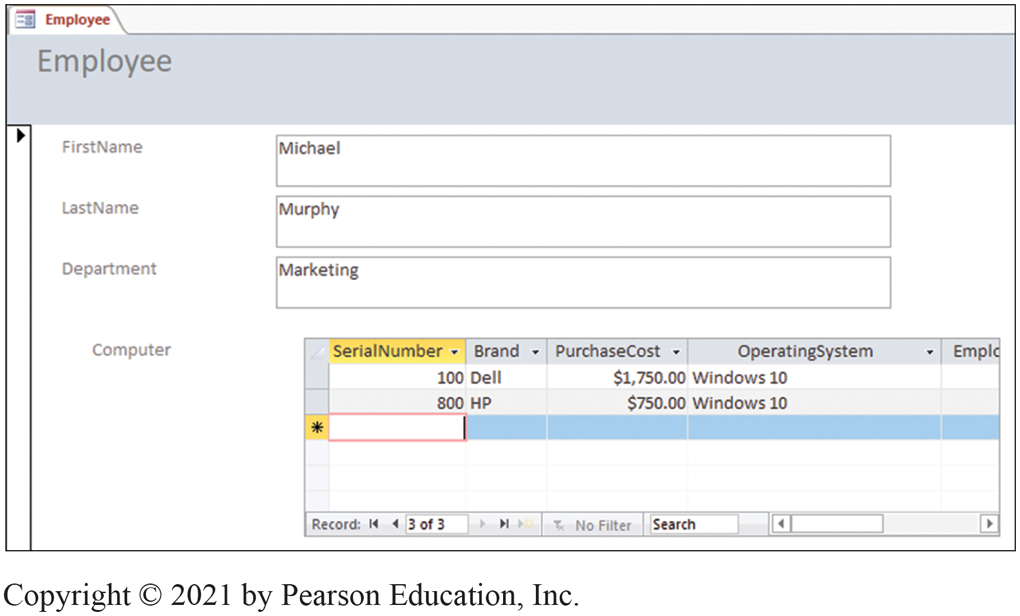 Employee
Employee
FirstName Michael
LastName Murphy
Department Marketing
Computer
SerialNumber Brand PurchaseCost OperatingSystem Emplo
100 Dell $1,750.00 Windows 10
800 HP $750.00 Windows 10
Record: 3 of 3 No Filter Search
Copyright © 2021 by Pearson Education, Inc.